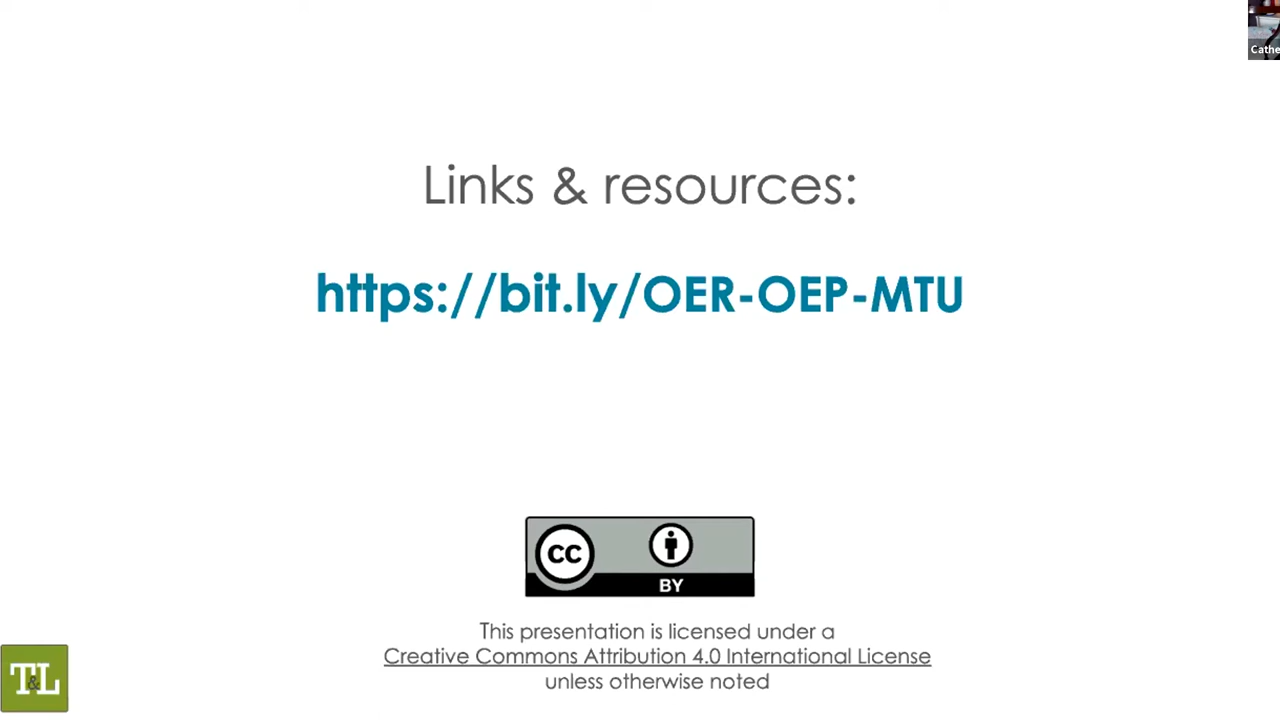 Cathe
Links & resources:
https://bit.ly/OER-OEP-MTU
CC
BY
This presentation is licensed under a
Creative Commons Attribution 4.0 International License
unless otherwise noted
T&L